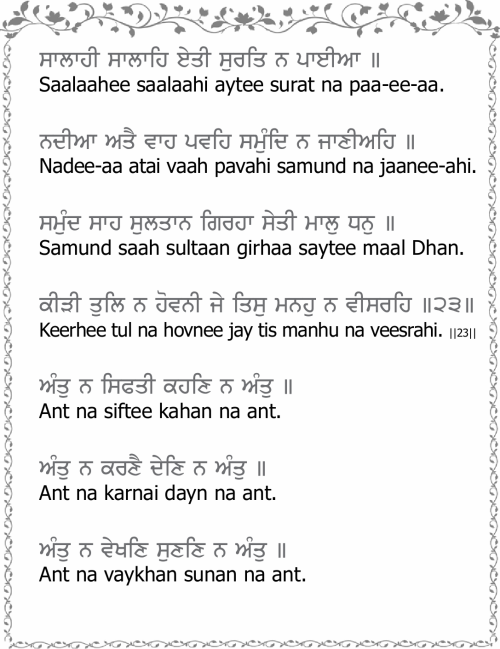 ਸਾਲਾਹੀ ਸਾਲਾਹਿ ਏਤੀ ਸੁਰਤਿ ਨ ਪਾਈਆ ॥
Saalaahee saalaahi aytee surat na paa-ee-aa.
ਨਦੀਆ ਅਤੈ ਵਾਹ ਪਵਹਿ ਸਮੁੰਦਿ ਨ ਜਾਣੀਅਹਿ ॥
Nadee-aa atai vaah pavahi samund na jaanee-ahi.
ਸਮੁੰਦ ਸਾਹ ਸੁਲਤਾਨ ਗਿਰਹਾ ਸੇਤੀ ਮਾਲੁ ਧਨੁ ॥
Samund saah sultaan girhaa saytee maal Dhan.
ਕੀੜੀ ਤੁਲਿ ਨ ਹੋਵਨੀ ਜੇ ਤਿਸੁ ਮਨਹੁ ਨ ਵੀਸਰਹਿ ॥੨੩॥
Keerhee tul na hovnee jay tis manhu na veesrahi. ||23||
ਅੰਤੁ ਨ ਸਿਫਤੀ ਕਹਣਿ ਨ ਅੰਤੁ ॥
Ant na siftee kahan na ant.
ਅੰਤੁ ਨ ਕਰਣੈ ਦੇਣਿ ਨ ਅੰਤੁ ॥
Ant na karnai dayn na ant.
ਅੰਤੁ ਨ ਵੇਖਣਿ ਸੁਣਣਿ ਨ ਅੰਤੁ ॥
Ant na vaykhan sunan na ant.